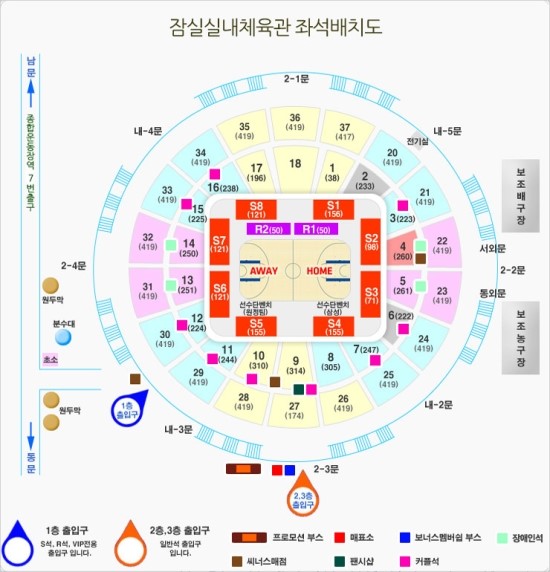 잠실실내체육관 좌석배치도
남문
종합운동장역 7번출구
2-1문
내-4문
내-5문
전기실
35
(419)
36
(419)
37
(417)
34
(419)
20
(419)
17
(196)
18
1
(38)
2
(233)
33
(419)
16(238)
21
(419)
15
(225)
3(223)
S8
(121)
S1
(156)
R2(50)
R1(50)
32
(419)
14
(250)
S7
(121)
S2
(98)
4
(260)
22
(419)
보조배구장
서외문
2-4문
AWAY
HOME
2-2문
동외문
31
(419)
13
(251)
S6
(121)
S3
(71)
5
(261)
23
(419)
원두막
선수단벤치
(원정팀)
선수단벤치
(삼성)
분수대
초소
30
(419)
12
(224)
S5
(155)
S4
(155)
6(222)
24
(419)
보조농구장
11
(244)
10
(310)
9
(314)
8
(305)
7(247)
29
(419)
25
(419)
28
(419)
27
(174)
26
(419)
원두막
1층
출입구
내-3문
내-2문
동문
2-3문
2.3층
출입구
1층 출입구
S석, R석, VIP전용
출입구 입니다.
2층,3층 출입구
일반석 출입구
입니다.
프로모션 부스
매표소
보너스멤버쉽 부스
장애인석
씨너스매점
팬시샵
커플석